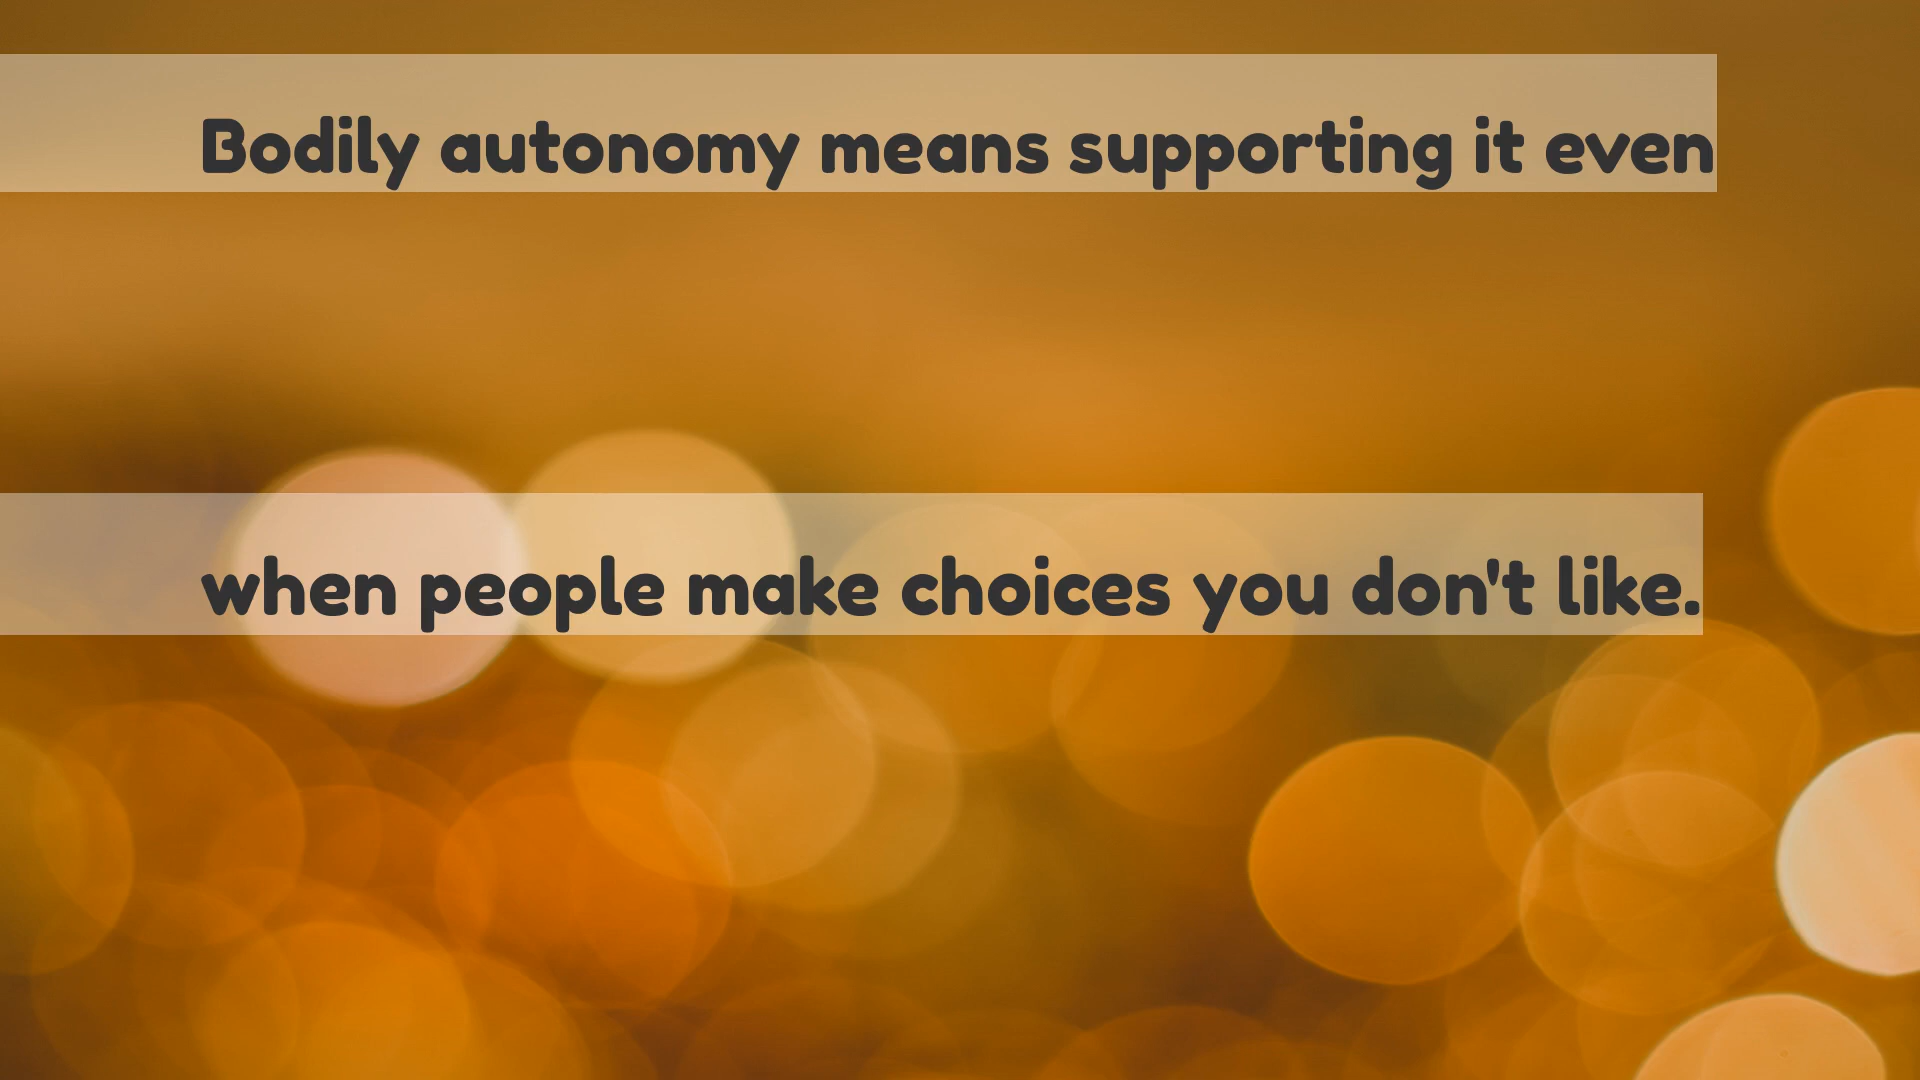 Bodily autonomy means supporting it even
when people make choices you don't like.